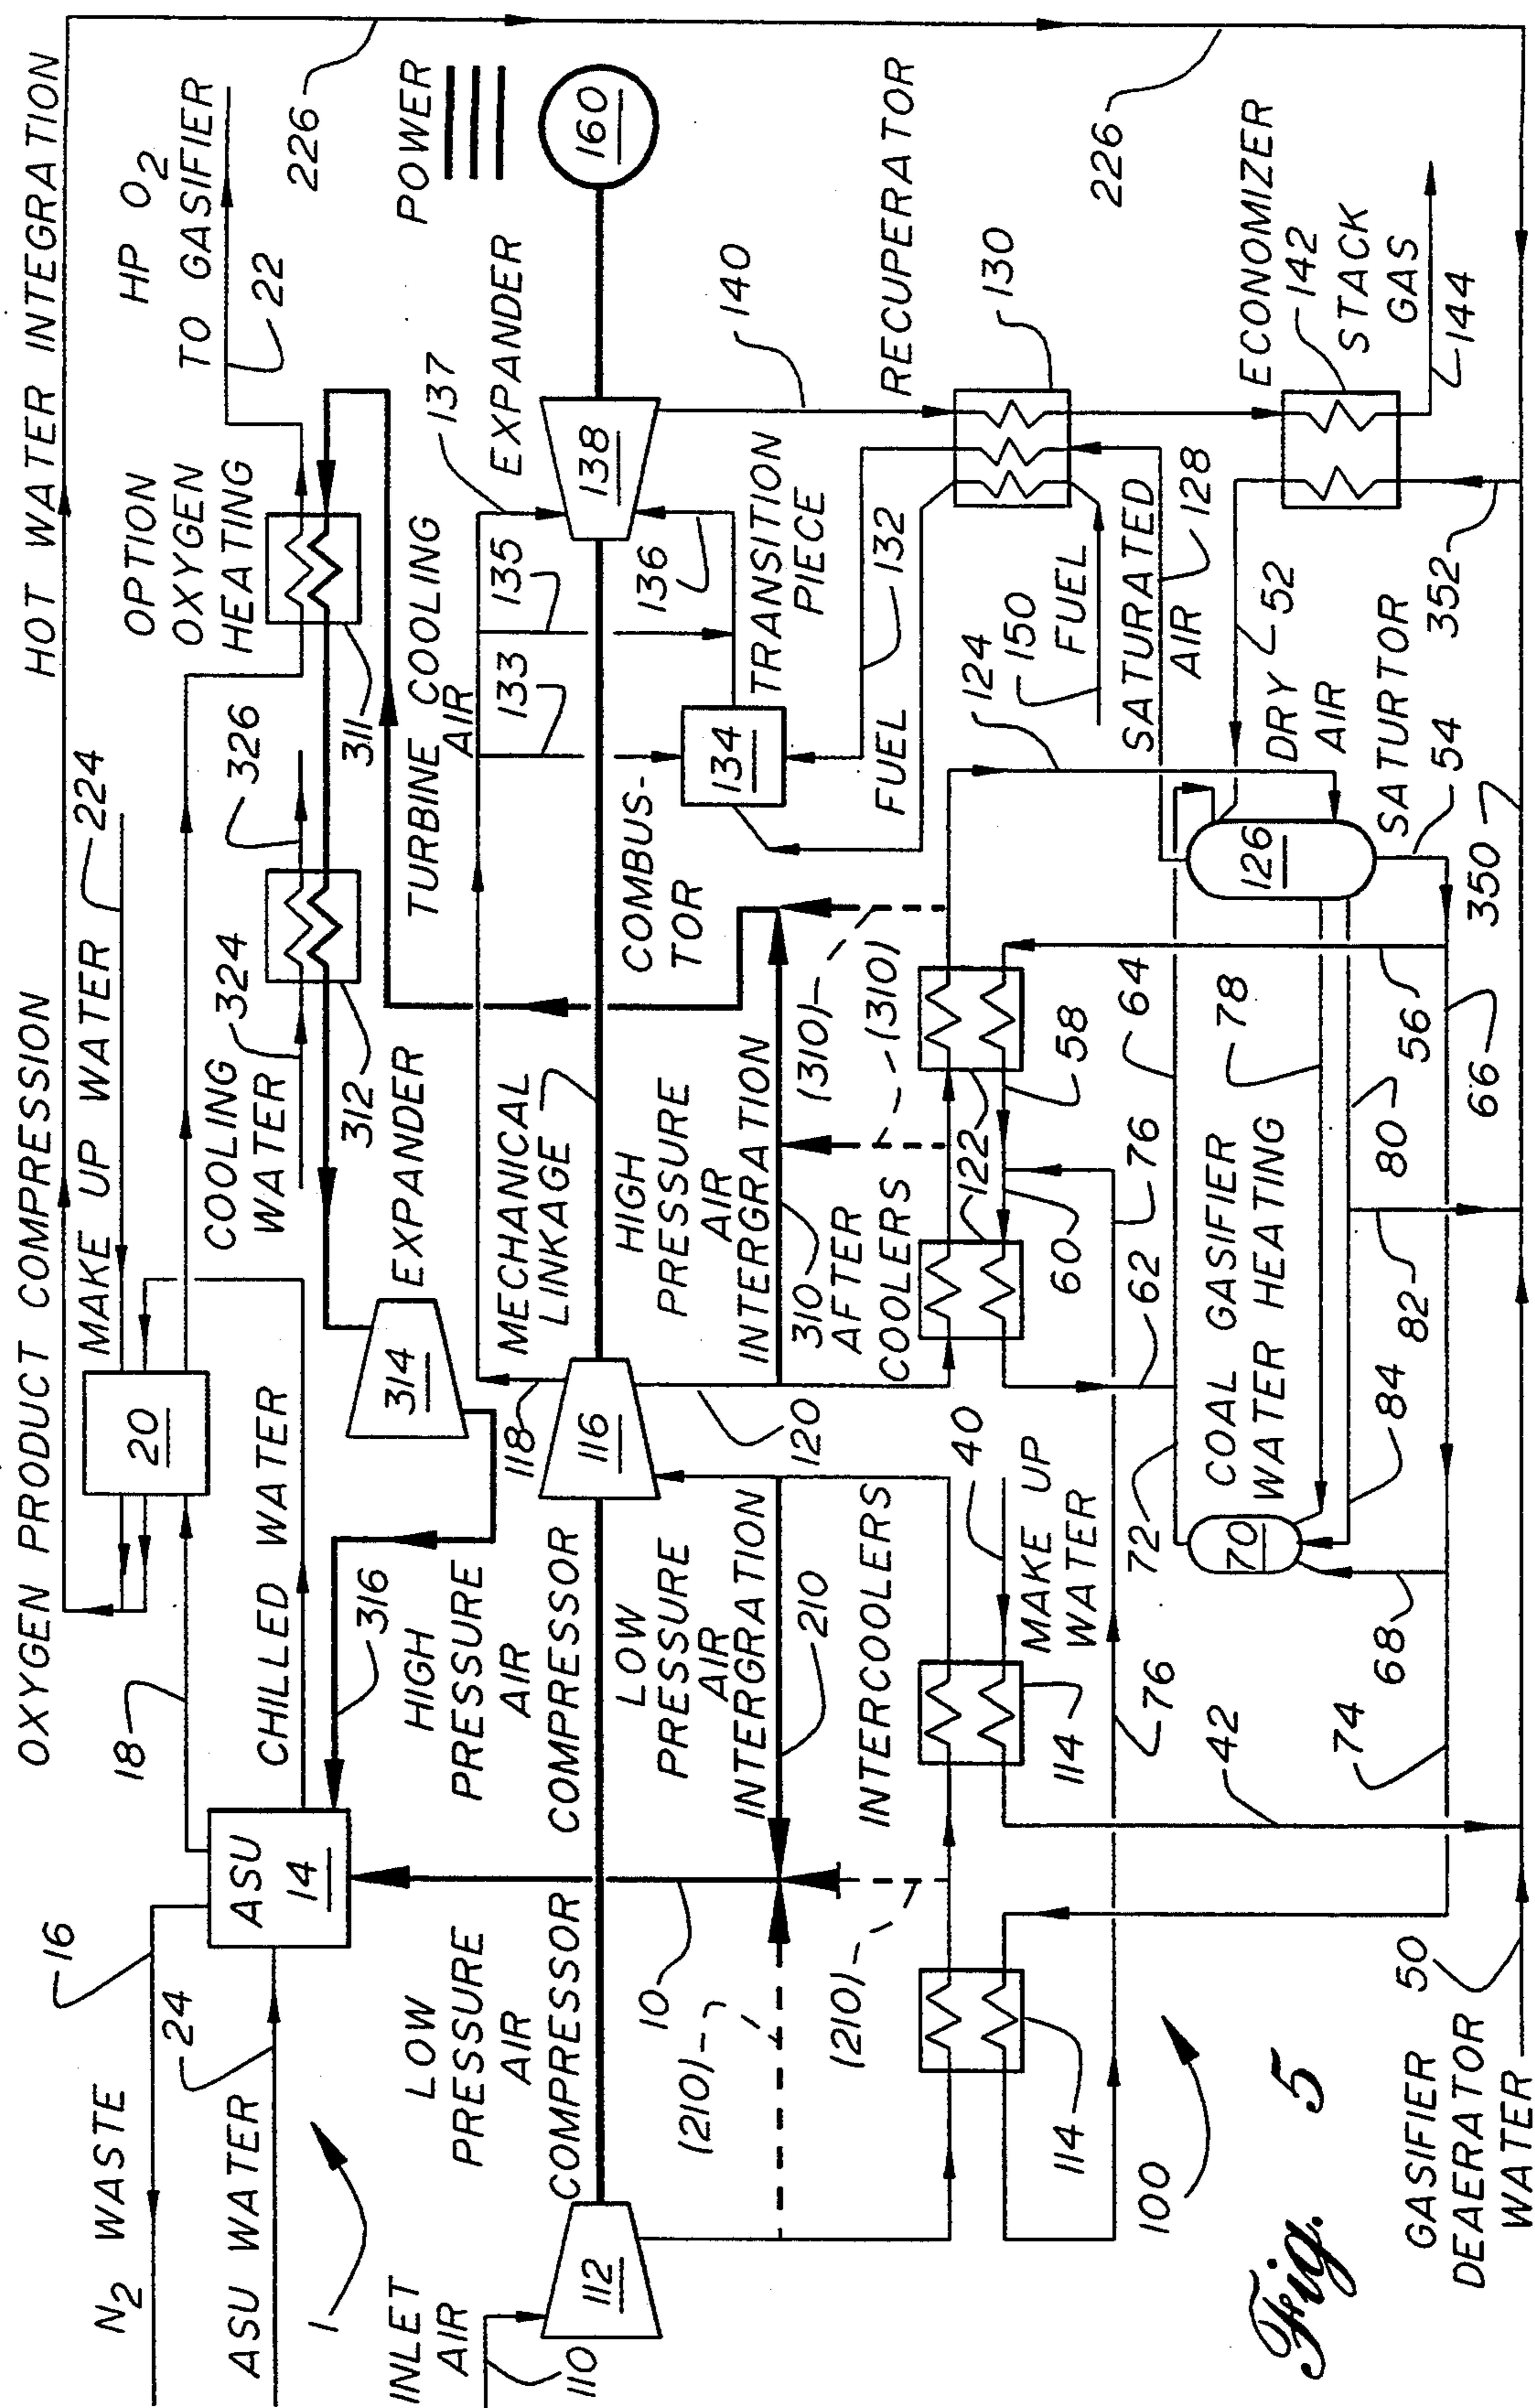 OXYGEN PRODUCT COMPRESSION
HOT WATER INTEGRATION
N2 WASTE
16
18
MAKE UP WATER
224
HP O2
TO GASIFIER
22
226
ASU WATER
24
ASU
14
20
CHILLED WATER
COOLING
WATER
324
326
OPTION
OXYGEN
HEATING
311
312
1
316
314
EXPANDER
POWER
160
INLET
AIR
110
LOW
PRESSURE
AIR
COMPRESSOR
112
HIGH
PRESSURE
AIR
COMPRESSOR
118
116
MECHANICAL
LINKAGE
TURBINE COOLING
AIR
133
135
137
EXPANDER
138
136
10
(210)
(210)
LOW
PRESSURE
AIR
INTERGRATION
210
120
HIGH
PRESSURE
AIR
INTERGRATION
310
(310)
(310)
COMBUS-
TOR
134
TRANSITION
PIECE
140
RECUPERATOR
130
132
FUEL
124
150
FUEL
INTERCOOLERS
114
114
40
MAKE UP
WATER
AFTER
COOLERS
122
58
60
62
76
76
42
SATURATED
AIR
128
226
ECONOMIZER
142
STACK
GAS
144
100
64
72
70
COAL GASIFIER
WATER HEATING
78
126
52
DRY
AIR
SATURTOR
54
352
74
68
84
82
80
56
66
350
Fig. 5
GASIFIER
DEAERATOR
WATER
50